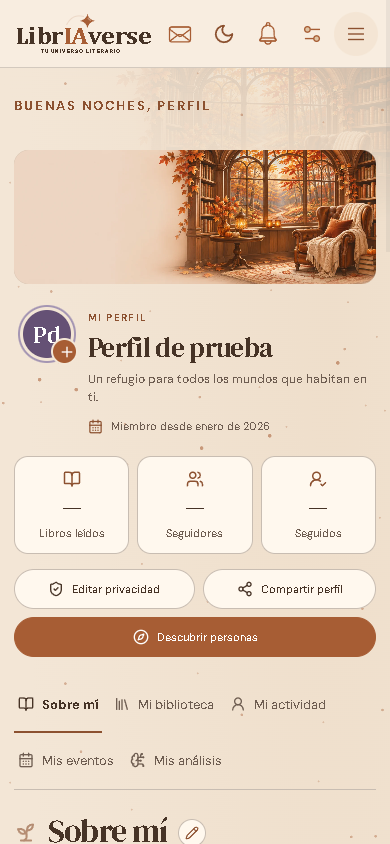 LibrIAverse
TU UNIVERSO LITERARIO
BUENAS NOCHES, PERFIL
Pd
MI PERFIL
Perfil de prueba
Un refugio para todos los mundos que habitan en
ti.
Miembro desde enero de 2026
— — —
Libros leídos Seguidores Seguidos
Editar privacidad Compartir perfil
Descubrir personas
Sobre mí Mi biblioteca Mi actividad
Mis eventos Mis análisis
Sobre mí